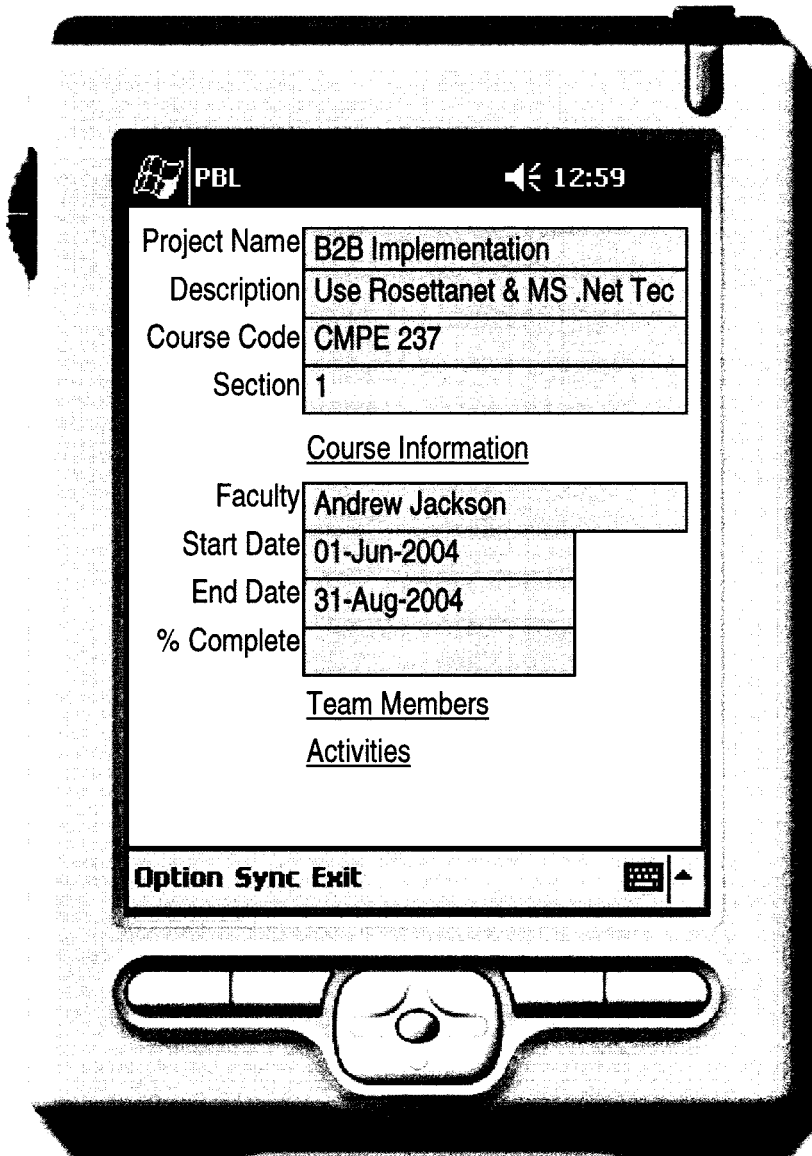 PBL 12:59
Project Name B2B Implementation
Description Use Rosettanet & MS .Net Tec
Course Code CMPE 237
Section 1
Course Information
Faculty Andrew Jackson
Start Date 01-Jun-2004
End Date 31-Aug-2004
% Complete
Team Members
Activities
Option Sync Exit